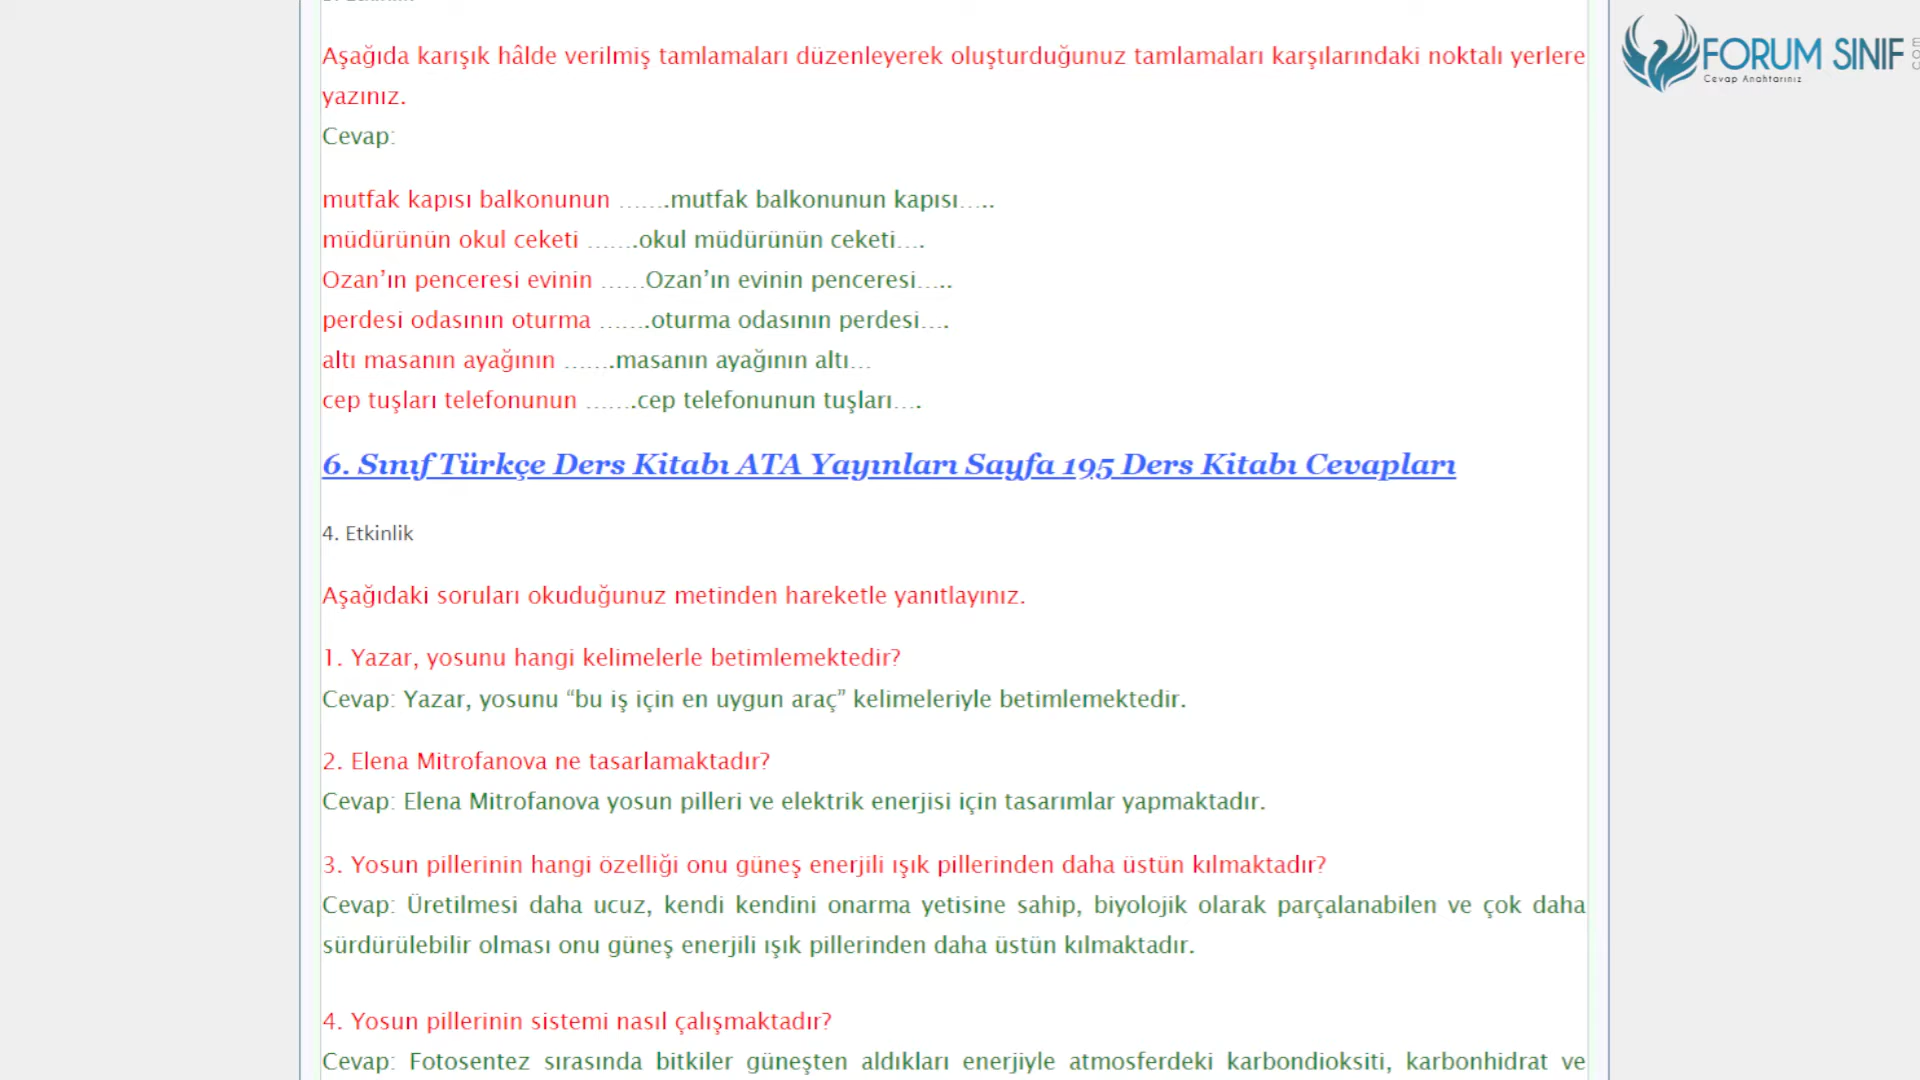 Aşağıda karışık hâlde verilmiş tamlamaları düzenleyerek oluşturduğunuz tamlamaları karşılarındaki noktalı yerlere
yazınız.
Cevap:
mutfak kapısı balkonunun …….mutfak balkonunun kapısı…..
müdürünün okul ceketi …….okul müdürünün ceketi….
Ozan’ın penceresi evinin ……Ozan’ın evinin penceresi…..
perdesi odasının oturma …….oturma odasının perdesi….
altı masanın ayağının …….masanın ayağının altı…
cep tuşları telefonunun …….cep telefonunun tuşları….
6. Sınıf Türkçe Ders Kitabı ATA Yayınları Sayfa 195 Ders Kitabı Cevapları
4. Etkinlik
Aşağıdaki soruları okuduğunuz metinden hareketle yanıtlayınız.
1. Yazar, yosunu hangi kelimelerle betimlemektedir?
Cevap: Yazar, yosunu “bu iş için en uygun araç” kelimeleriyle betimlemektedir.
2. Elena Mitrofanova ne tasarlamaktadır?
Cevap: Elena Mitrofanova yosun pilleri ve elektrik enerjisi için tasarımlar yapmaktadır.
3. Yosun pillerinin hangi özelliği onu güneş enerjili ışık pillerinden daha üstün kılmaktadır?
Cevap: Üretilmesi daha ucuz, kendi kendini onarma yetisine sahip, biyolojik olarak parçalanabilen ve çok daha
sürdürülebilir olması onu güneş enerjili ışık pillerinden daha üstün kılmaktadır.
4. Yosun pillerinin sistemi nasıl çalışmaktadır?
Cevap: Fotosentez sırasında bitkiler güneşten aldıkları enerjiyle atmosferdeki karbondioksiti, karbonhidrat ve
FORUM SINIF
Cevap Anahtarınız